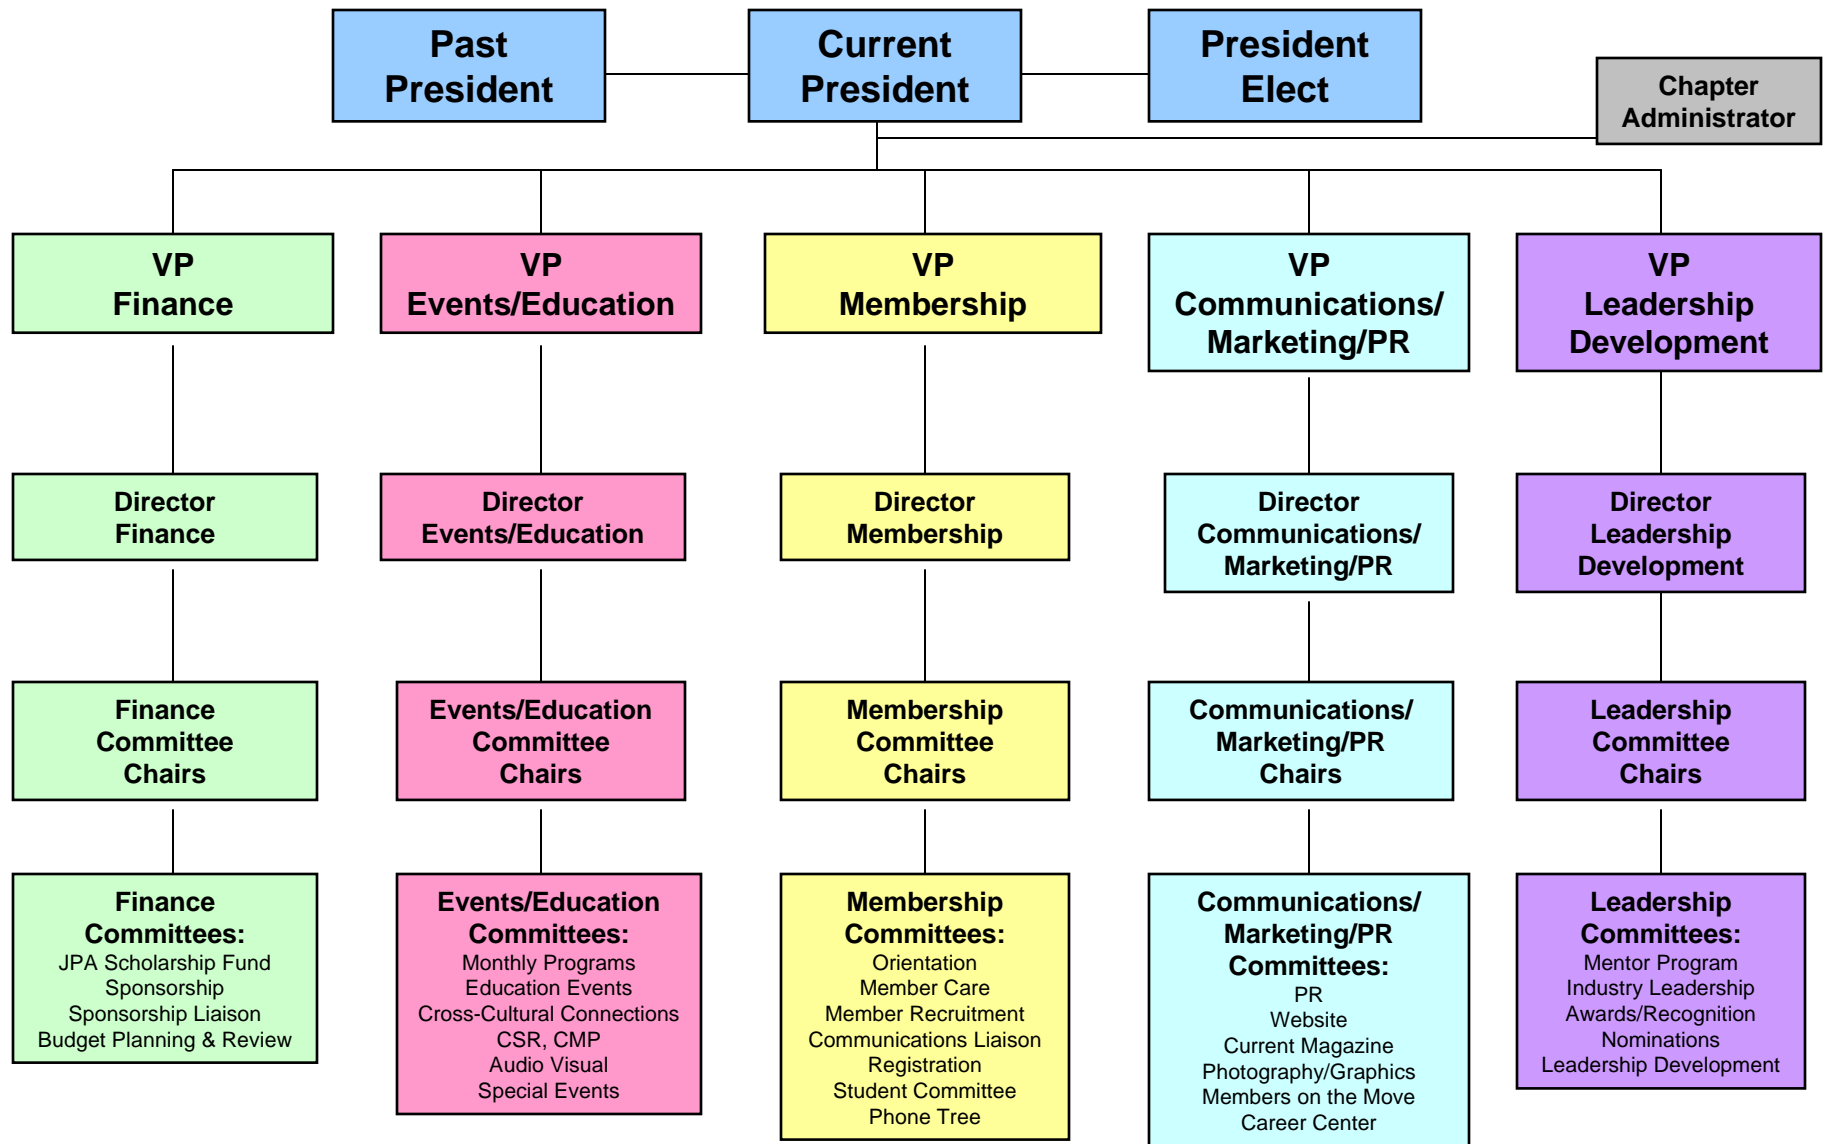 Past
President
Current
President
President
Elect
Chapter
Administrator
VP
Finance
VP
Events/Education
VP
Membership
VP
Communications/
Marketing/PR
VP
Leadership
Development
Director
Finance
Director
Events/Education
Director
Membership
Director
Communications/
Marketing/PR
Director
Leadership
Development
Finance
Committee
Chairs
Events/Education
Committee
Chairs
Membership
Committee
Chairs
Communications/
Marketing/PR
Chairs
Leadership
Committee
Chairs
Finance
Committees:
JPA Scholarship Fund
Sponsorship
Sponsorship Liaison
Budget Planning & Review
Events/Education
Committees:
Monthly Programs
Education Events
Cross-Cultural Connections
CSR, CMP
Audio Visual
Special Events
Membership
Committees:
Orientation
Member Care
Member Recruitment
Communications Liaison
Registration
Student Committee
Phone Tree
Communications/
Marketing/PR
Committees:
PR
Website
Current Magazine
Photography/Graphics
Members on the Move
Career Center
Leadership
Committees:
Mentor Program
Industry Leadership
Awards/Recognition
Nominations
Leadership Development